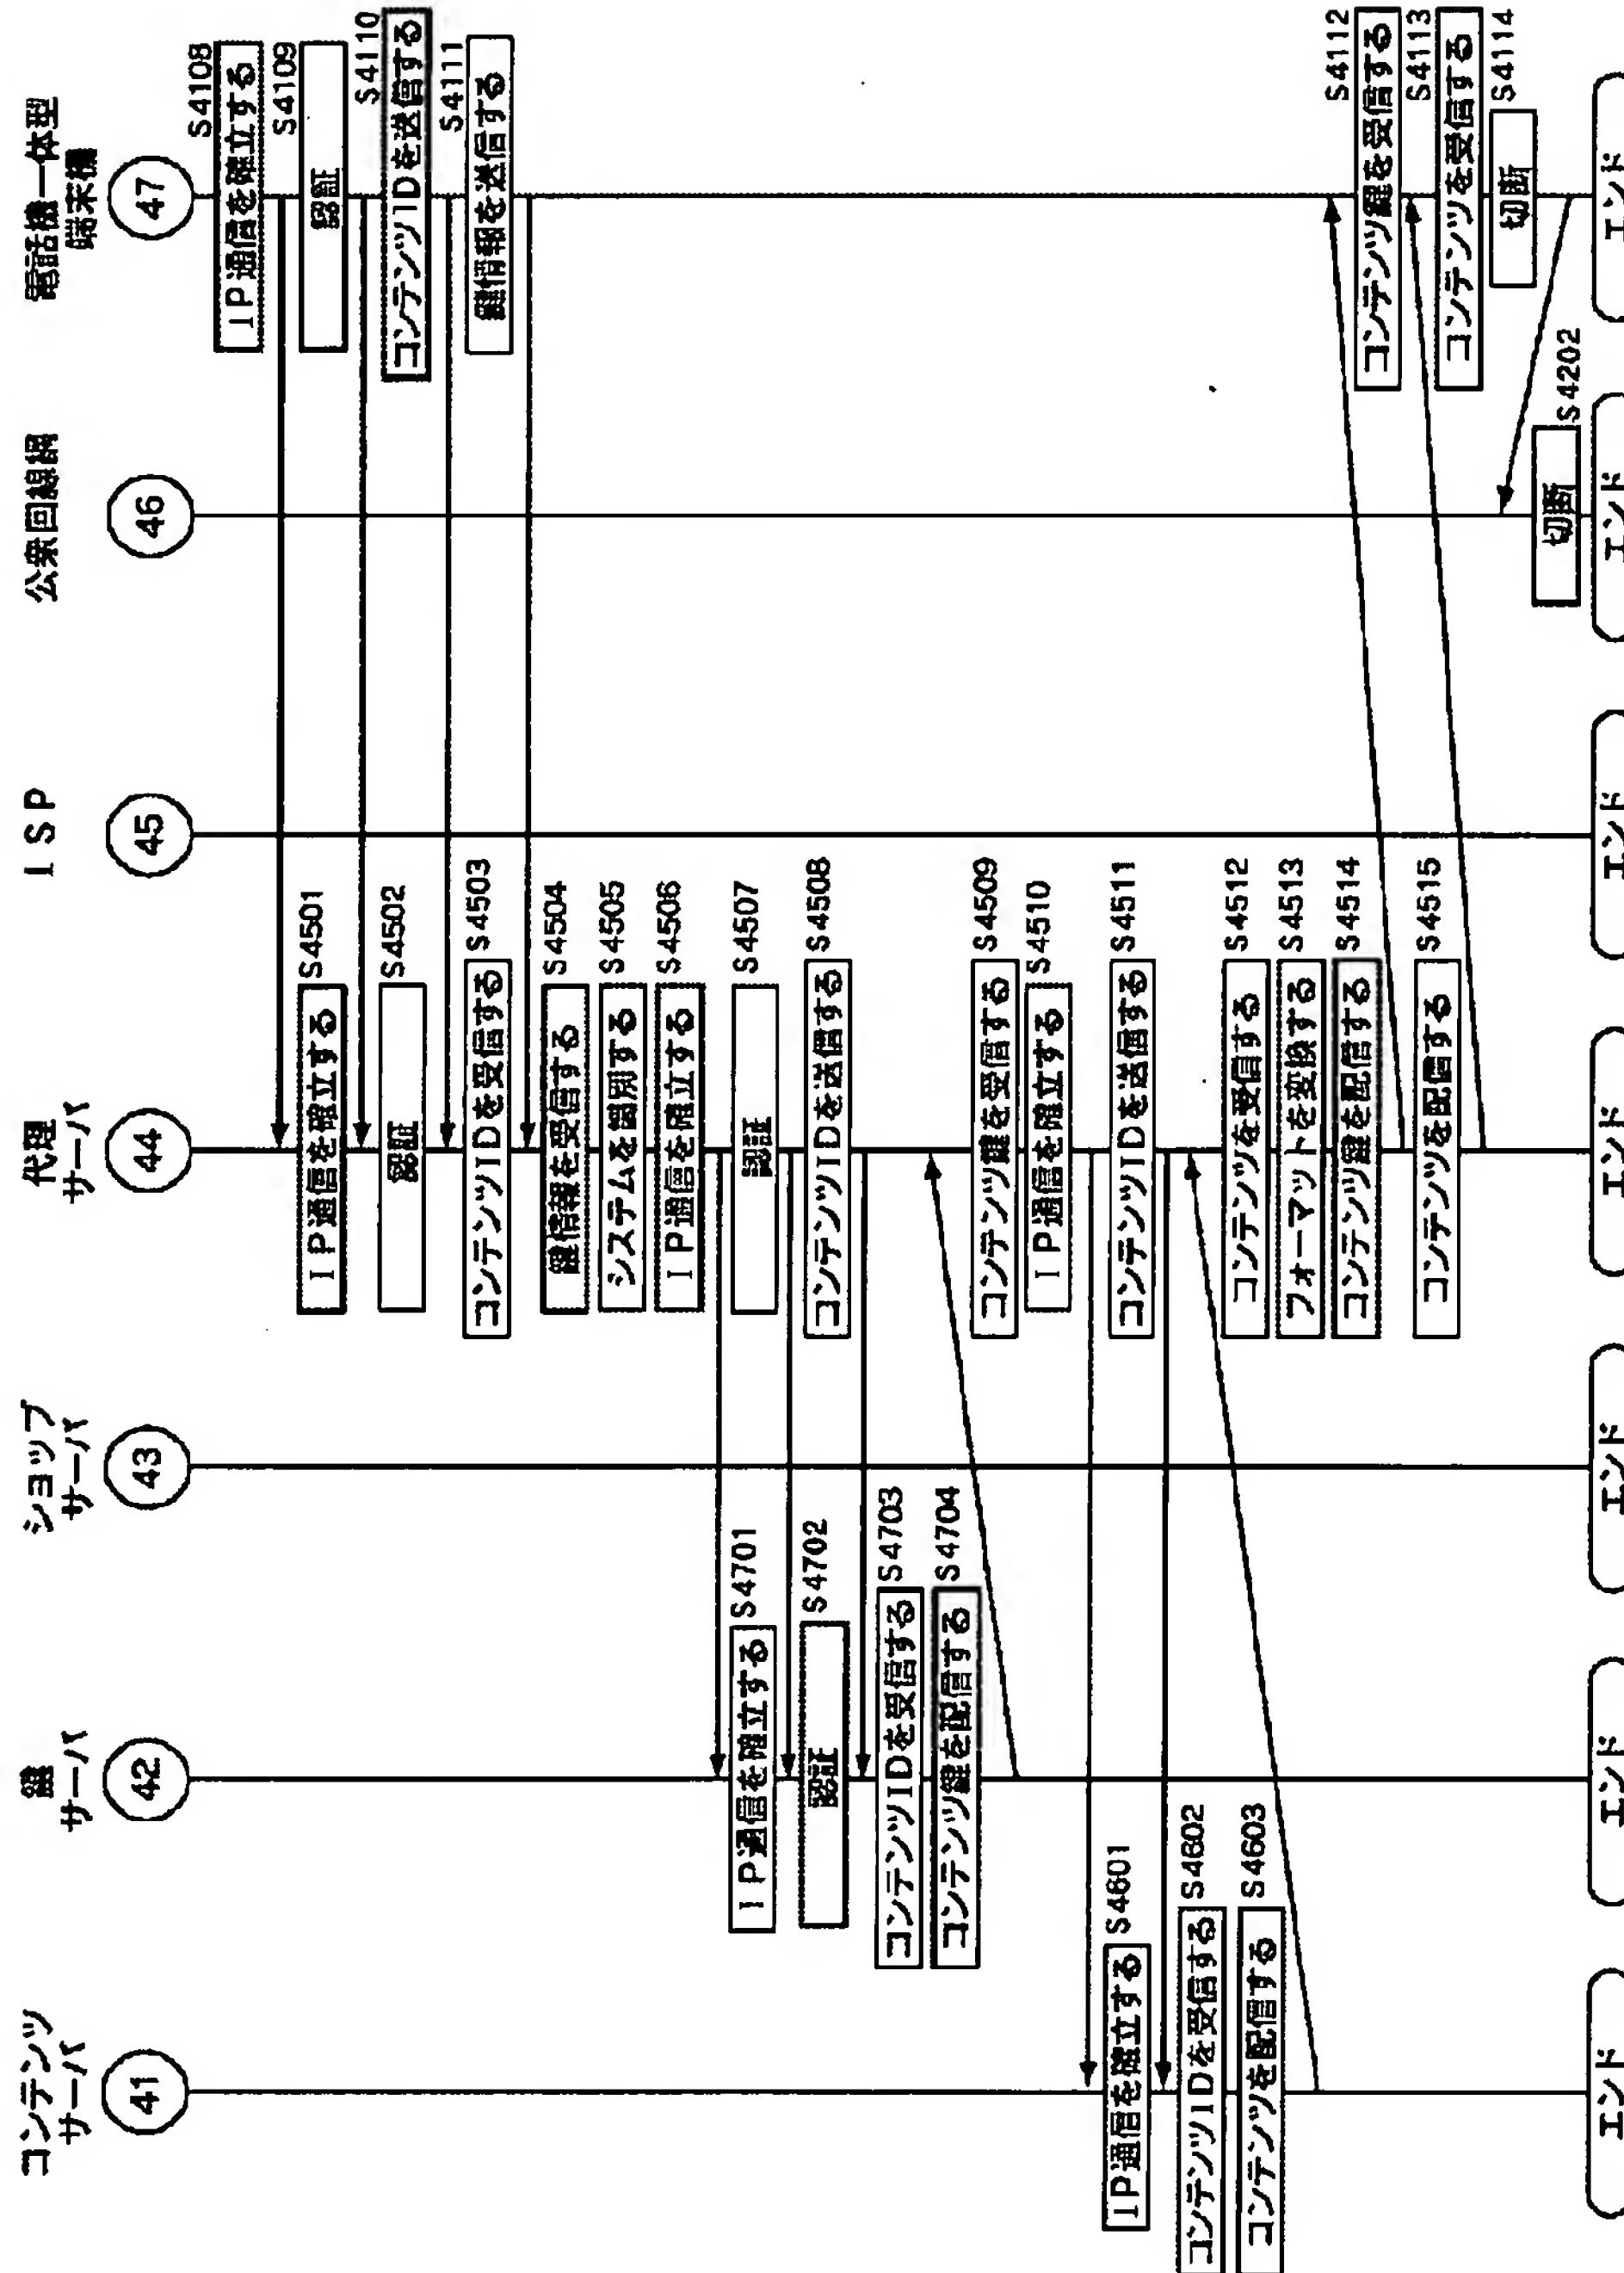 コンテンツ
サーバ
鍵
サーバ
ショップ
サーバ
代理
サーバ
ISP
公衆回線網
電話機一体型
端末機
41
42
43
44
45
46
47
IP通信を確立する S4108
認証 S4109
コンテンツIDを送信する S4110
鍵情報を送信する S4111
IP通信を確立する S4501
認証 S4502
コンテンツIDを受信する S4503
鍵情報を受信する S4504
システムを識別する S4505
IP通信を確立する S4506
IP通信を確立する S4701
認証 S4507
認証 S4702
コンテンツIDを送信する S4508
コンテンツIDを受信する S4703
コンテンツ鍵を配信する S4704
コンテンツ鍵を受信する S4509
IP通信を確立する S4510
IP通信を確立する S4601
コンテンツIDを送信する S4511
コンテンツIDを受信する S4602
コンテンツを配信する S4603
コンテンツを受信する S4512
フォーマットを変換する S4513
コンテンツ鍵を配信する S4514
コンテンツ鍵を受信する S4112
コンテンツを配信する S4515
コンテンツを受信する S4113
切断 S4114
切断 S4202
エンド
エンド
エンド
エンド
エンド
エンド
エンド